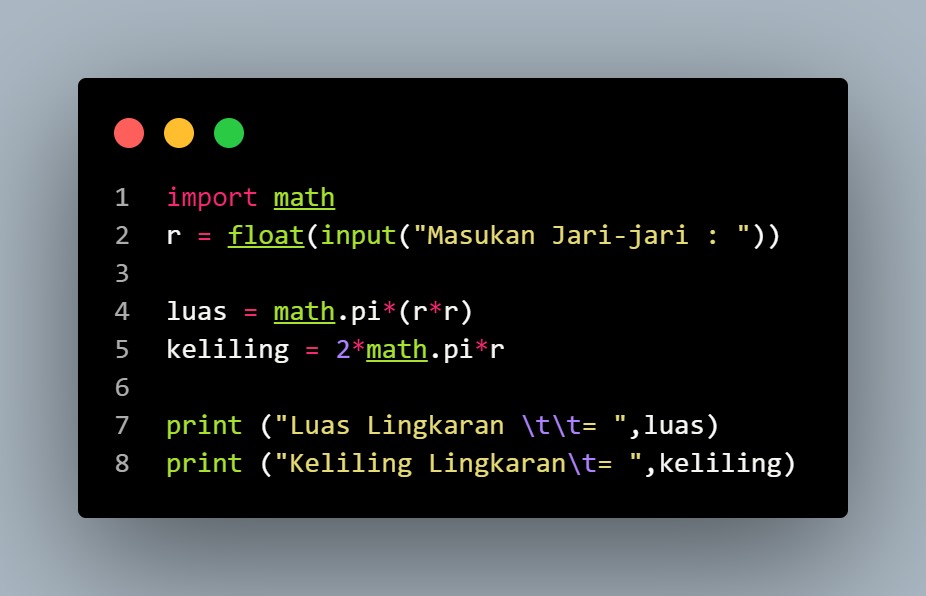 1 import math
2 r = float(input("Masukan Jari-jari : "))
3
4 luas = math.pi*(r*r)
5 keliling = 2*math.pi*r
6
7 print ("Luas Lingkaran \t\t= ",luas)
8 print ("Keliling Lingkaran\t= ",keliling)